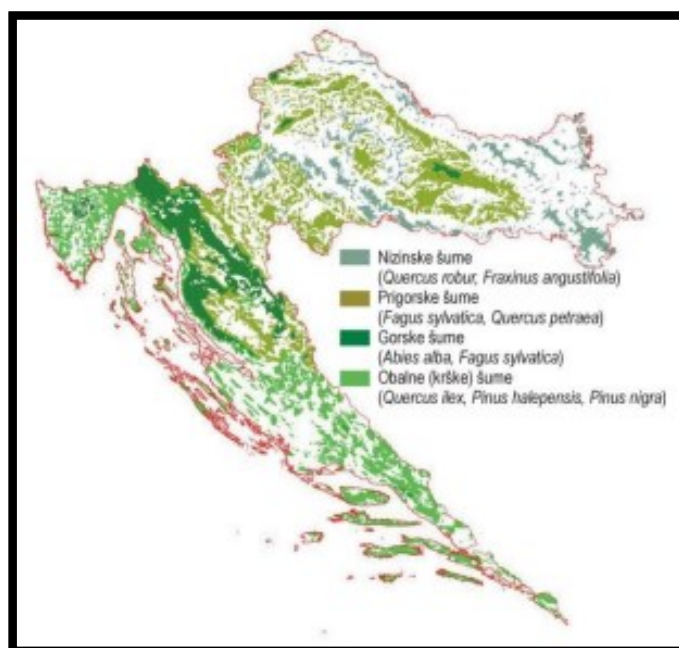 Nizinske šume
(Quercus robur, Fraxinus angustifolia)
Prigorske šume
(Fagus sylvatica, Quercus petraea)
Gorske šume
(Abies alba, Fagus sylvatica)
Obalne (krške) šume
(Quercus ilex, Pinus halepensis, Pinus nigra)